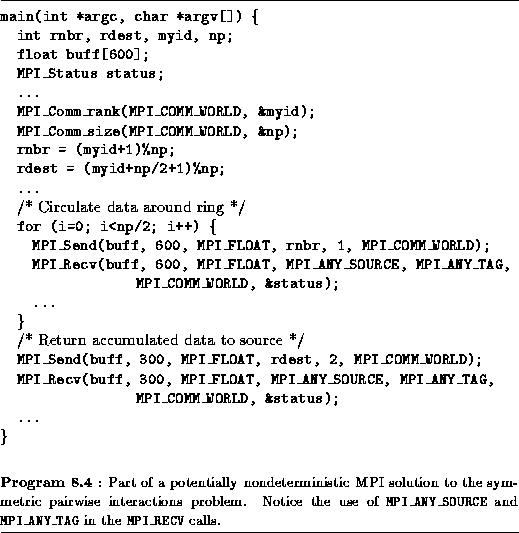 main(int *argc, char *argv[]) {
int rnbr, rdest, myid, np;
float buff[600];
MPI_Status status;
...
MPI_Comm_rank(MPI_COMM_WORLD, &myid);
MPI_Comm_size(MPI_COMM_WORLD, &np);
rnbr = (myid+1)%np;
rdest = (myid+np/2+1)%np;
...
/* Circulate data around ring */
for (i=0; i<np/2; i++) {
MPI_Send(buff, 600, MPI_FLOAT, rnbr, 1, MPI_COMM_WORLD);
MPI_Recv(buff, 600, MPI_FLOAT, MPI_ANY_SOURCE, MPI_ANY_TAG,
MPI_COMM_WORLD, &status);
...
}
/* Return accumulated data to source */
MPI_Send(buff, 300, MPI_FLOAT, rdest, 2, MPI_COMM_WORLD);
MPI_Recv(buff, 300, MPI_FLOAT, MPI_ANY_SOURCE, MPI_ANY_TAG,
MPI_COMM_WORLD, &status);
...
}
Program 8.4 : Part of a potentially nondeterministic MPI solution to the sym-
metric pairwise interactions problem. Notice the use of MPI_ANY_SOURCE and
MPI_ANY_TAG in the MPI_RECV calls.